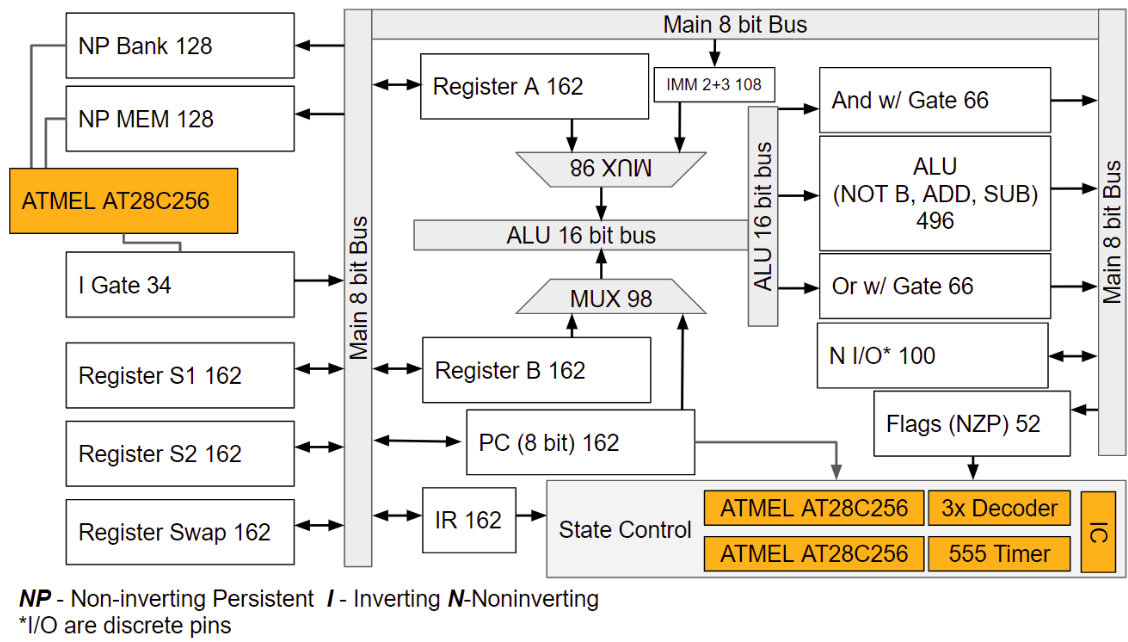 Main 8 bit Bus
NP Bank 128
Register A 162
IMM 2+3 108
And w/ Gate 66
NP MEM 128
MUX 98
ALU
(NOT B, ADD, SUB)
496
ATMEL AT28C256
ALU 16 bit bus
ALU 16 bit bus
Main 8 bit Bus
Main 8 bit Bus
I Gate 34
MUX 98
Or w/ Gate 66
Register S1 162
Register B 162
N I/O* 100
Register S2 162
PC (8 bit) 162
Flags (NZP) 52
Register Swap 162
IR 162
State Control
ATMEL AT28C256
3x Decoder
ATMEL AT28C256
555 Timer
IC
NP - Non-inverting Persistent I - Inverting N-Noninverting
*I/O are discrete pins